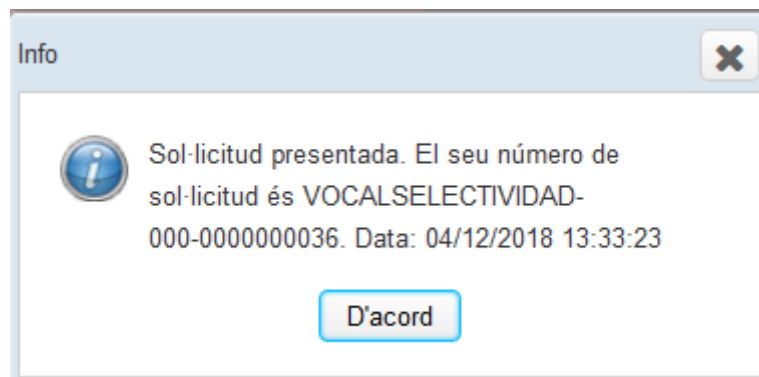 Info
Sol·licitud presentada. El seu número de
sol·licitud és VOCALSELECTIVIDAD-
000-0000000036. Data: 04/12/2018 13:33:23
D'acord